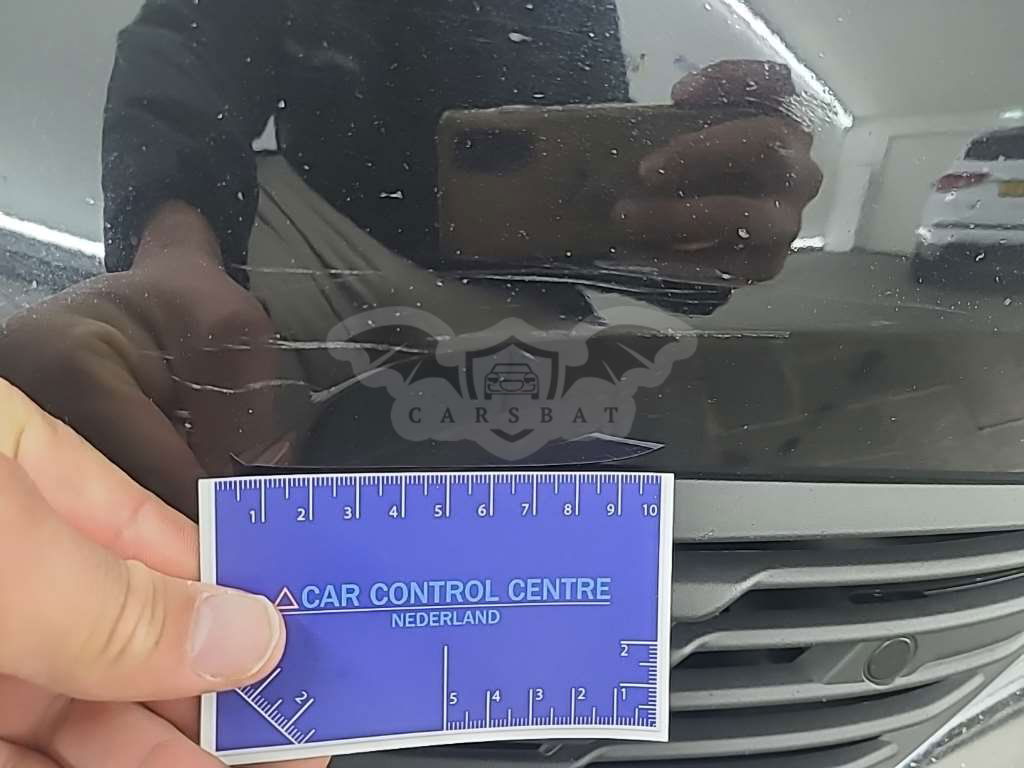 CARSBAT
1 2 3 4 5 6 7 8 9 10
CAR CONTROL CENTRE
NEDERLAND
2
2
5 4 3 2 1